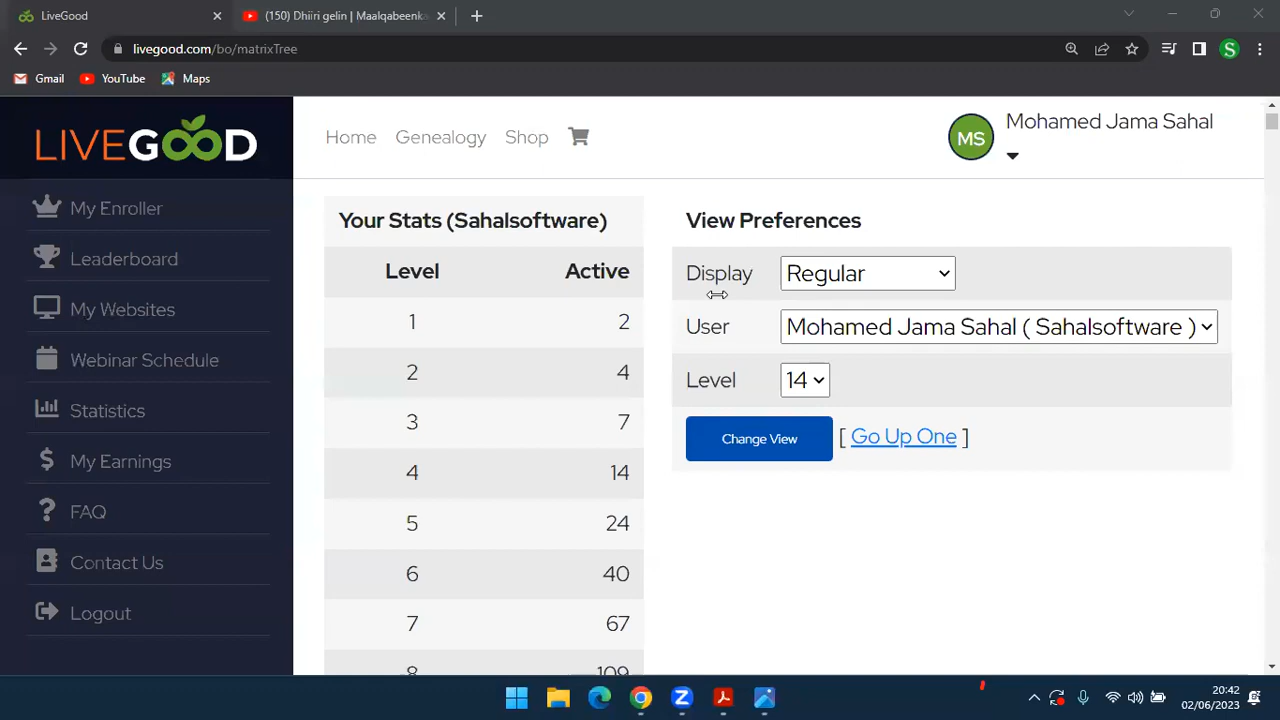 LiveGood
(150) Dhiiri gelin | Maalqabeenka
livegood.com/bo/matrixTree
S
Gmail
YouTube
Maps
LIVEGOOD
Home
Genealogy
Shop
MS
Mohamed Jama Sahal
My Enroller
Leaderboard
My Websites
Webinar Schedule
Statistics
My Earnings
FAQ
Contact Us
Logout
Your Stats (Sahalsoftware)
Level Active
1 2
2 4
3 7
4 14
5 24
6 40
7 67
8 109
View Preferences
Display Regular
User Mohamed Jama Sahal ( Sahalsoftware )
Level 14
Change View [ Go Up One ]
20:42
02/06/2023